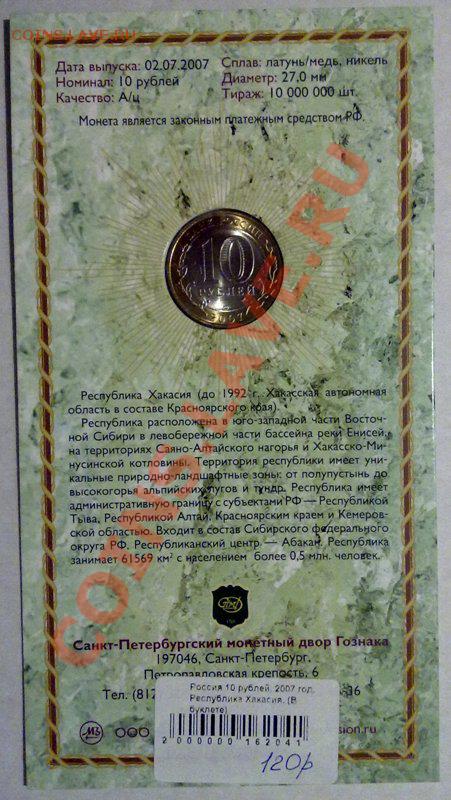 COINSS.LAVE.RU
Дата выпуска: 02.07.2007 Сплав: латунь/медь, никель
Номинал: 10 рублей Диаметр: 27,0 мм
Качество: А/ц Тираж: 10 000 000 шт.
Монета является законным платежным средством РФ.
10
РУБЛЕЙ
2007
Республика Хакасия (до 1992 г. Хакасская автономная
область в составе Красноярского края).
Республика расположена в юго-западной части Восточ-
ной Сибири в левобережной части бассейна реки Енисей,
на территориях Саяно-Алтайского нагорья и Хакасско-Ми-
нусинской котловины. Территория республики имеет уни-
кальные природно-ландшафтные зоны: от полупустынь до
высокогорья альпийских лугов и тундр. Республика имеет
административную границу с субъектами РФ — Республикой
Тыва, Республикой Алтай, Красноярским краем и Кемеров-
ской областью. Входит в состав Сибирского федерального
округа РФ. Республиканский центр — Абакан. Республика
занимает 61569 км² с населением более 0,5 млн. человек.
Санкт-Петербургский монетный двор Гознака
197046, Санкт-Петербург,
Петропавловская крепость, 6
Тел. (812
Россия 10 рублей, 2007 год,
Республика Хакасия, (В
буклете)
2 000000 162041
120р